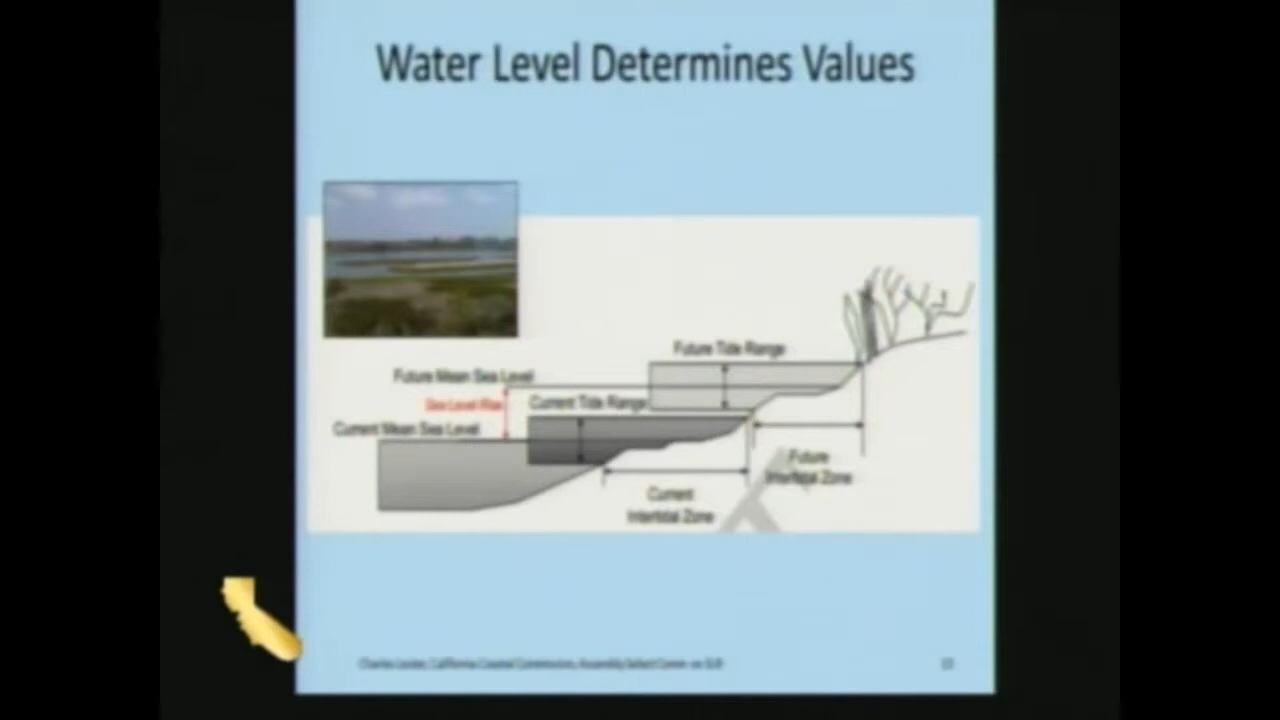 Water Level Determines Values
Future Tide Range
Future Mean Sea Level
Sea Level Rise
Current Tide Range
Current Mean Sea Level
Future
Intertidal Zone
Current
Intertidal Zone
Charles Lester, California Coastal Commission, Assembly Select Comm on SLR